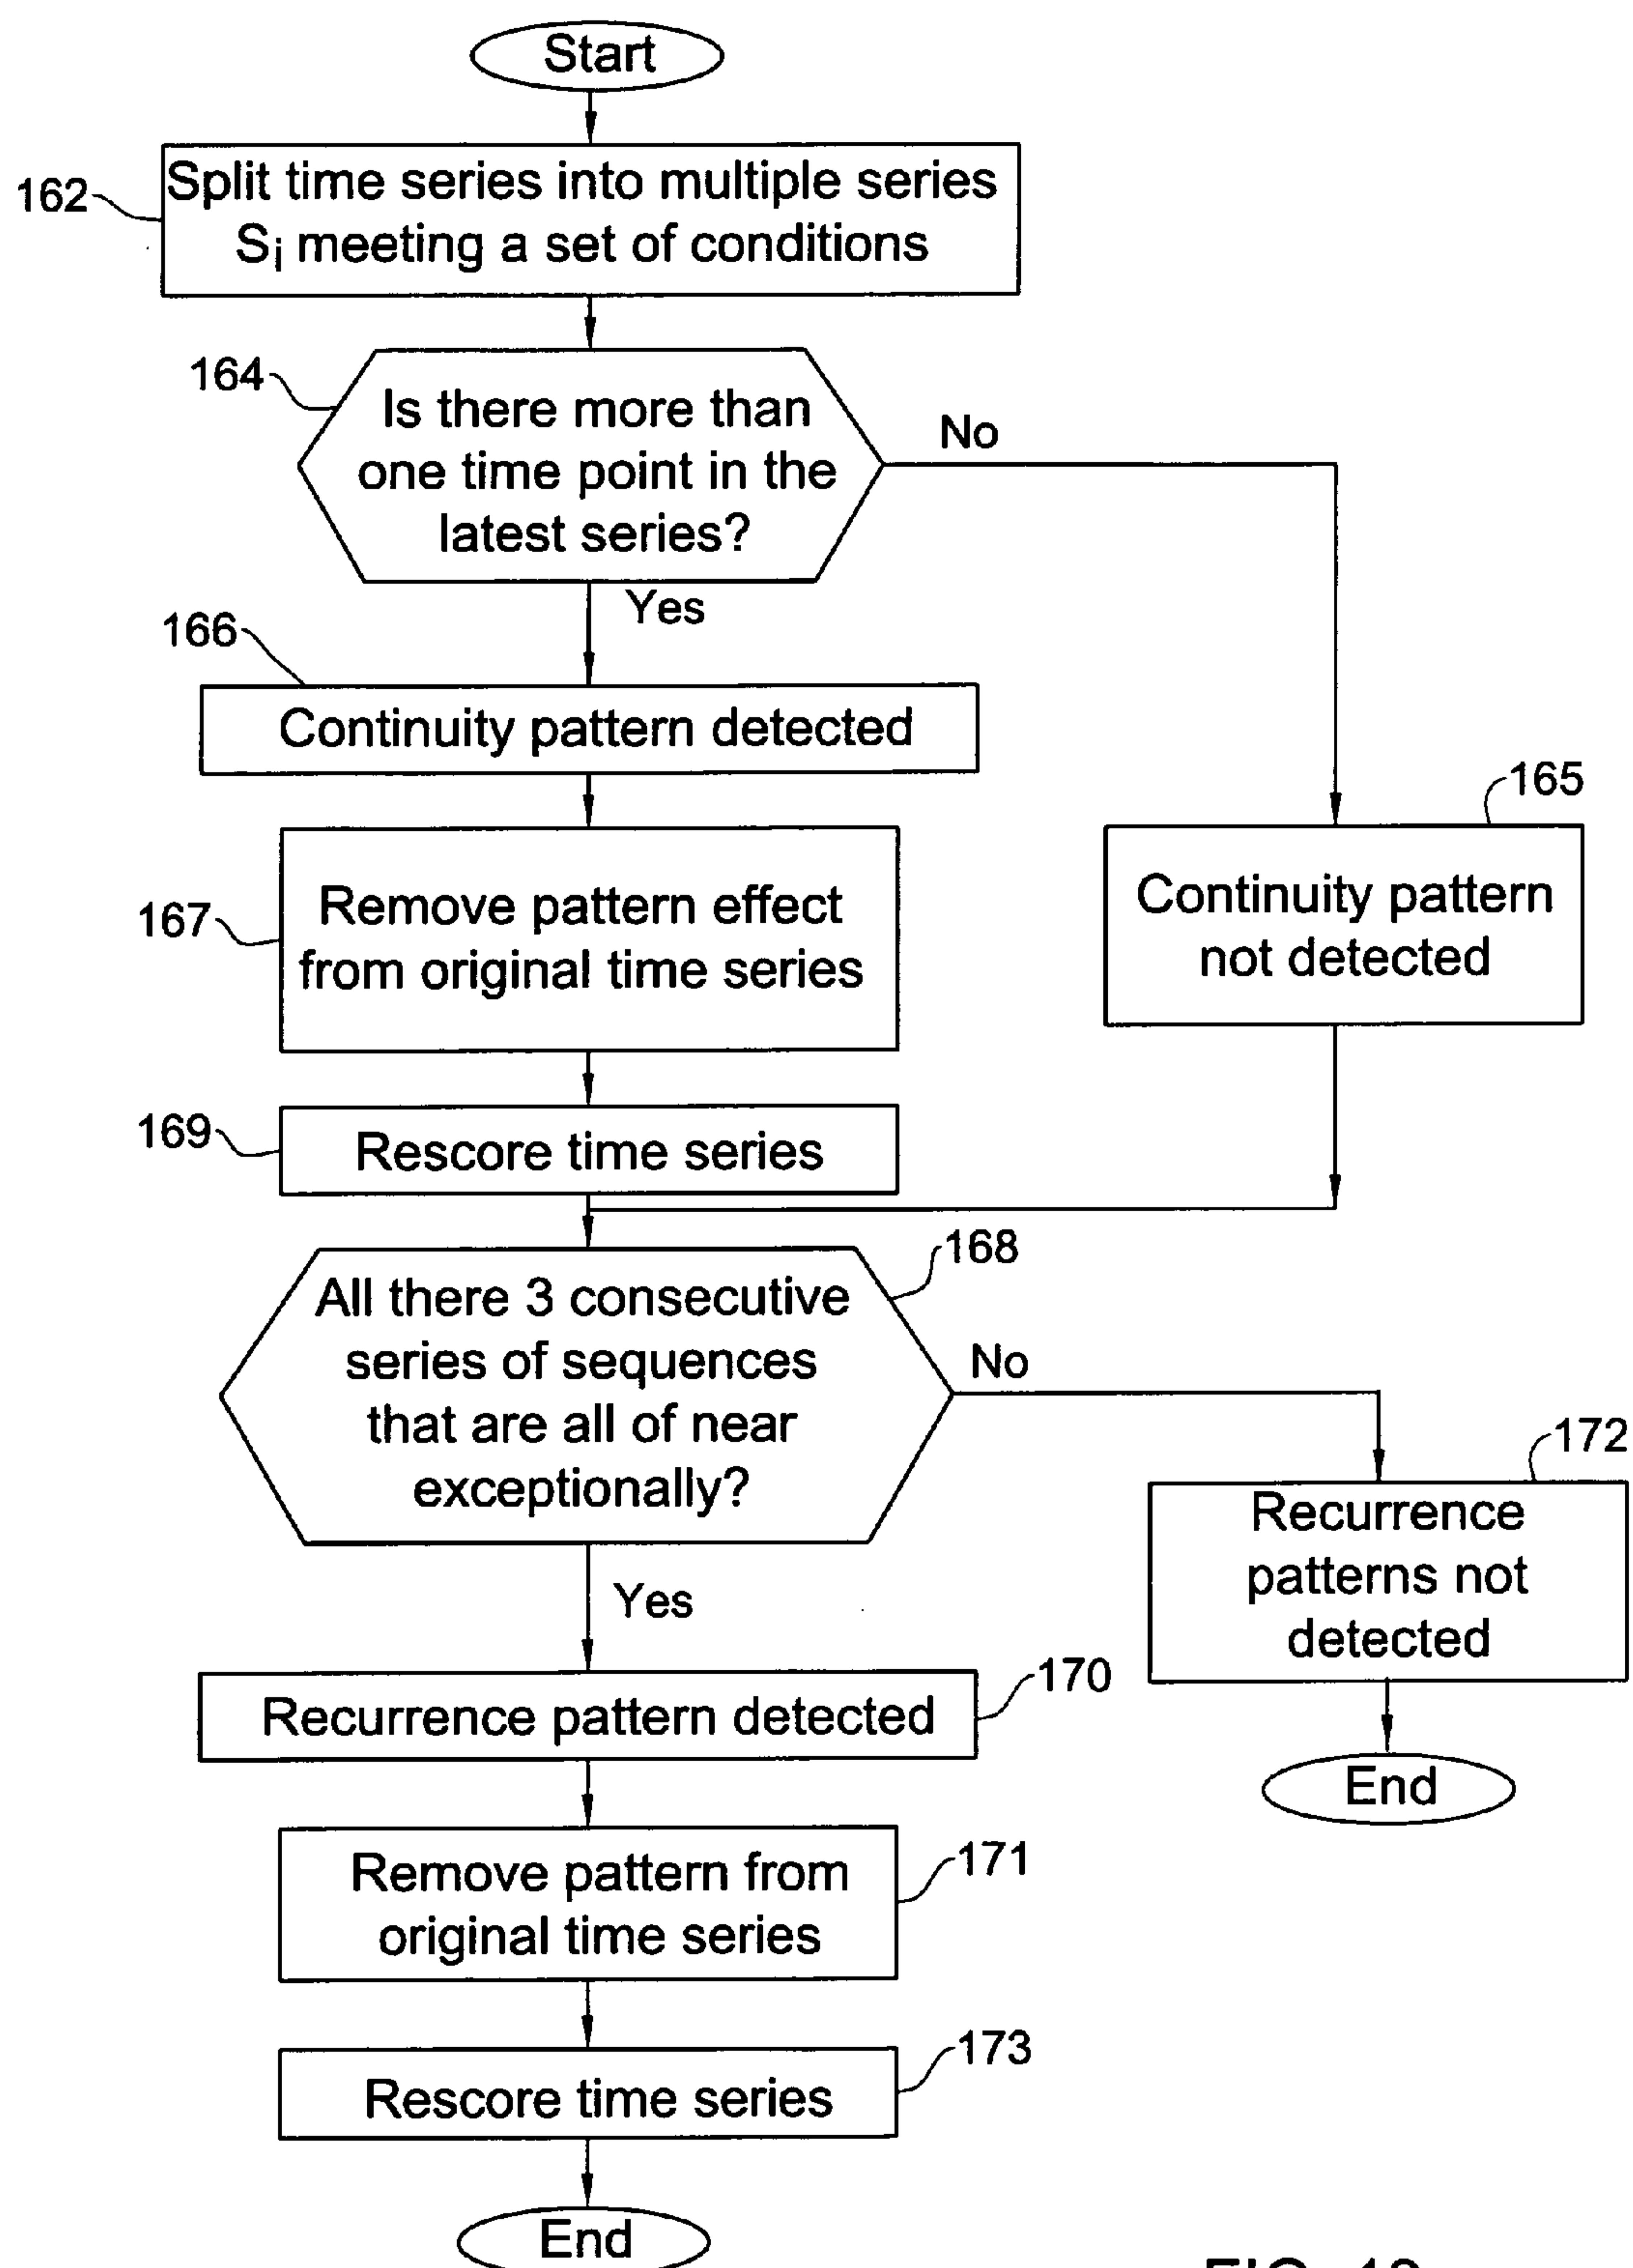 Start
162
Split time series into multiple series
Si meeting a set of conditions
164
Is there more than
one time point in the
latest series?
No
Yes
166
Continuity pattern detected
165
Continuity pattern
not detected
167
Remove pattern effect
from original time series
169
Rescore time series
168
All there 3 consecutive
series of sequences
that are all of near
exceptionally?
No
172
Recurrence
patterns not
detected
End
Yes
170
Recurrence pattern detected
171
Remove pattern from
original time series
173
Rescore time series
End